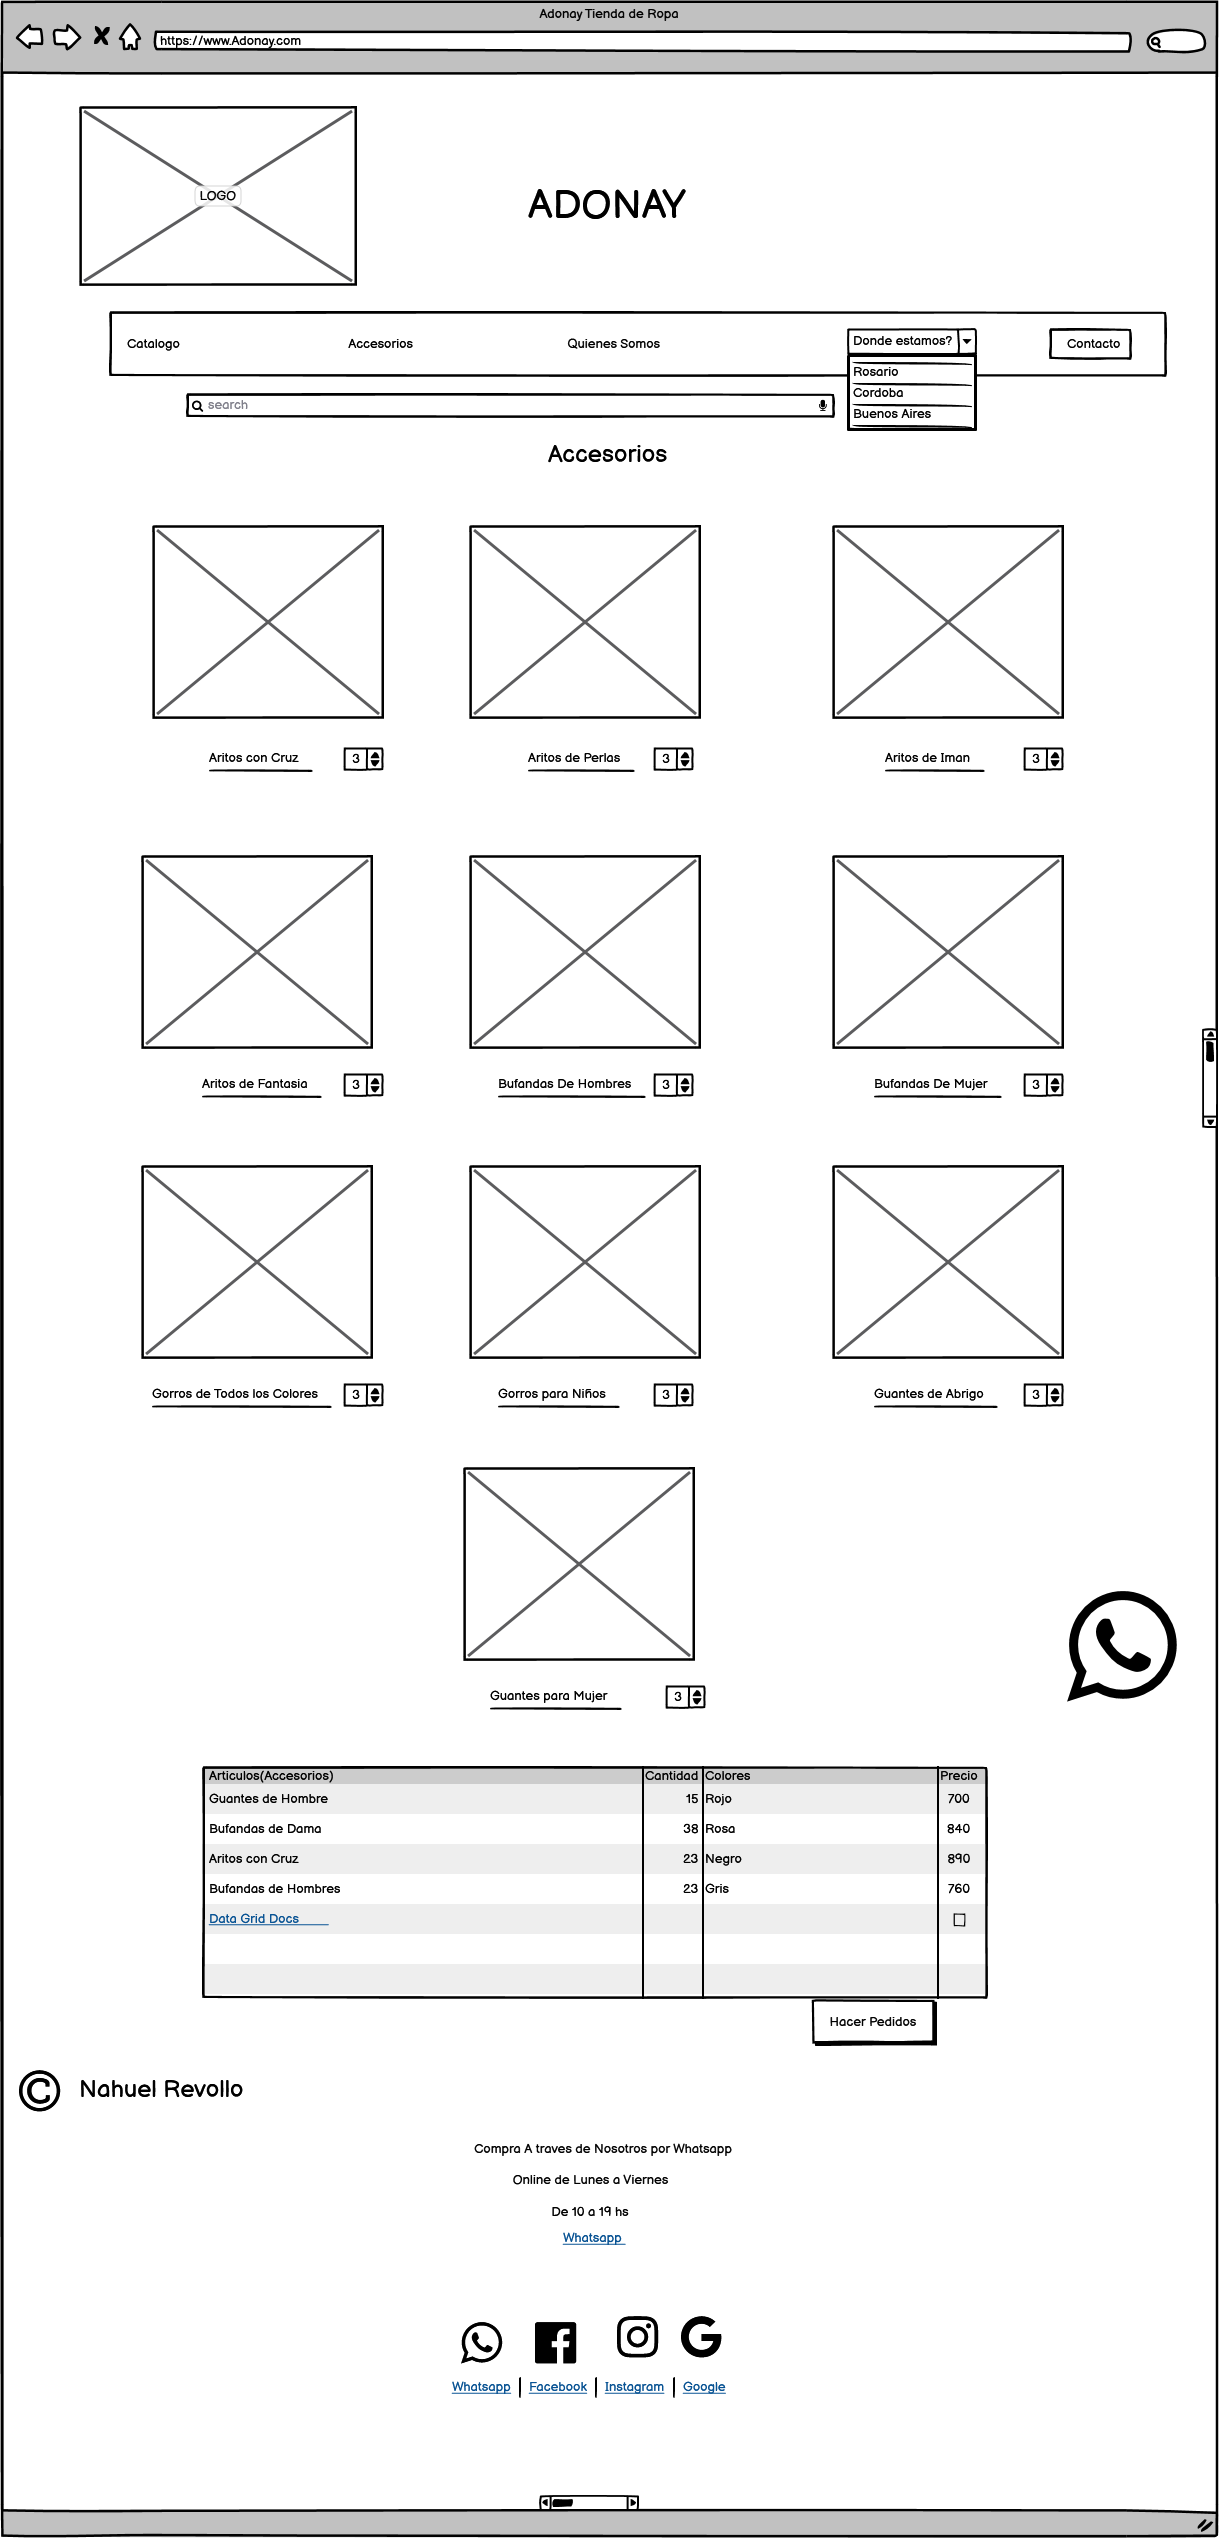 Adonay Tienda de Ropa
https://www.Adonay.com
LOGO
ADONAY
Catalogo Accesorios Quienes Somos Donde estamos? Contacto
Rosario
Cordoba
Buenos Aires
search
Accesorios
Aritos con Cruz 3 Aritos de Perlas 3 Aritos de Iman 3
Aritos de Fantasia 3 Bufandas De Hombres 3 Bufandas De Mujer 3
Gorros de Todos los Colores 3 Gorros para Niños 3 Guantes de Abrigo 3
Guantes para Mujer 3
Articulos(Accesorios) Cantidad Colores Precio
Guantes de Hombre 15 Rojo 700
Bufandas de Dama 38 Rosa 840
Aritos con Cruz 23 Negro 890
Bufandas de Hombres 23 Gris 760
Data Grid Docs
Hacer Pedidos
© Nahuel Revollo
Compra A traves de Nosotros por Whatsapp
Online de Lunes a Viernes
De 10 a 19 hs
Whatsapp
Whatsapp Facebook Instagram Google